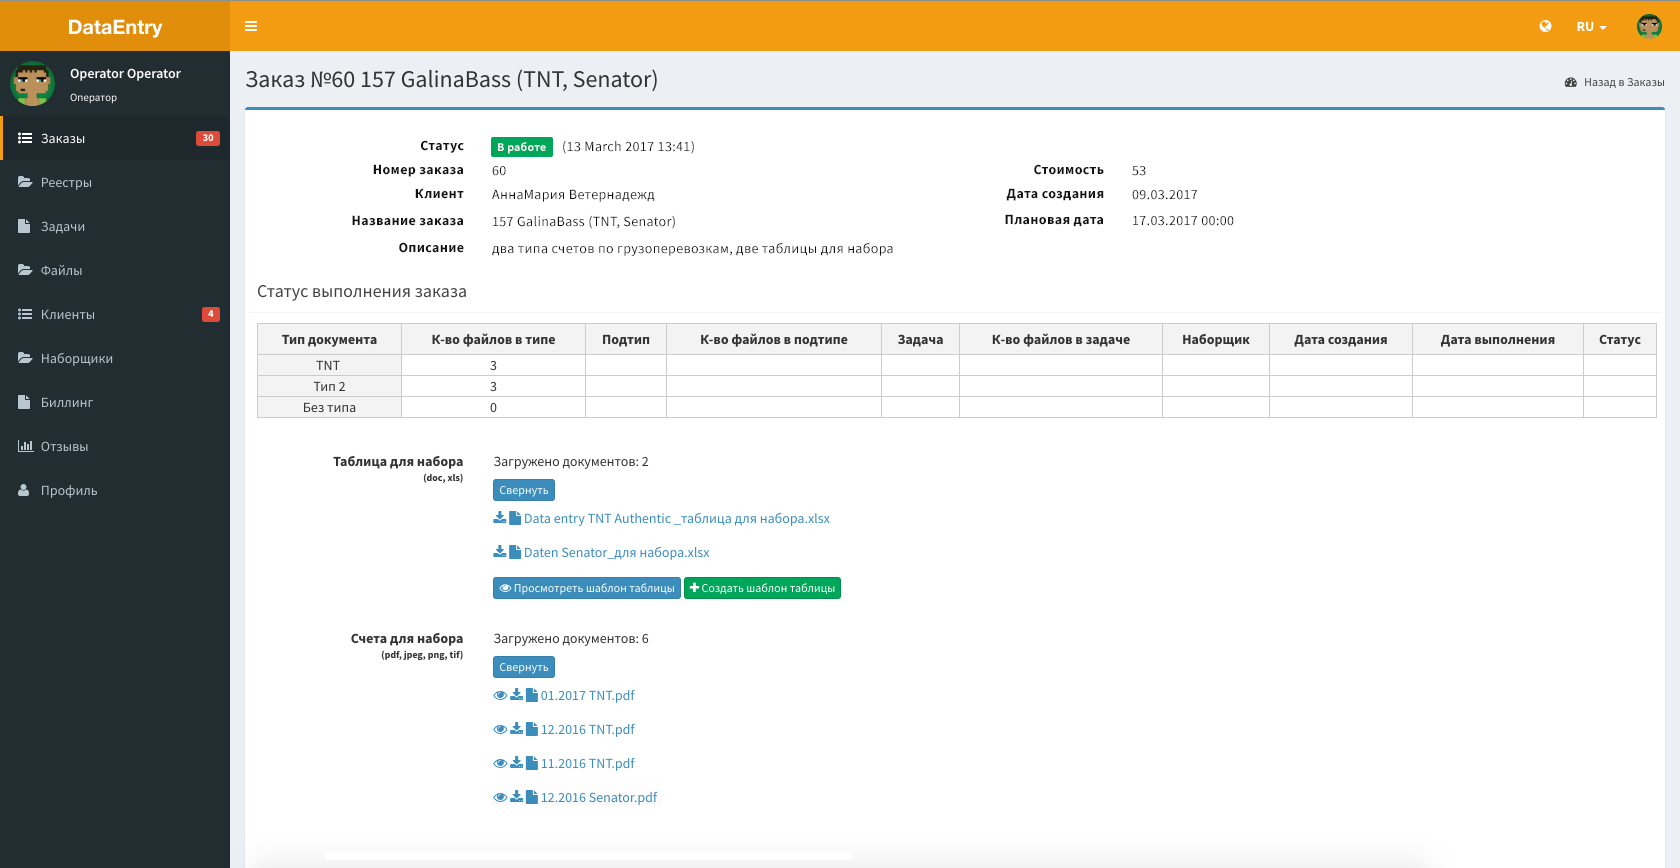 DataEntry
RU
Operator Operator
Оператор
Заказы 30
Реестры
Задачи
Файлы
Клиенты 4
Наборщики
Биллинг
Отзывы
Профиль
Заказ №60 157 GalinaBass (TNT, Senator)
Назад в Заказы
Статус В работе (13 March 2017 13:41)
Номер заказа 60 Стоимость 53
Клиент АннаМария Ветернадежд Дата создания 09.03.2017
Название заказа 157 GalinaBass (TNT, Senator) Плановая дата 17.03.2017 00:00
Описание два типа счетов по грузоперевозкам, две таблицы для набора
Статус выполнения заказа
Тип документа К-во файлов в типе Подтип К-во файлов в подтипе Задача К-во файлов в задаче Наборщик Дата создания Дата выполнения Статус
TNT 3
Тип 2 3
Без типа 0
Таблица для набора Загружено документов: 2
(doc, xls)
Свернуть
Data entry TNT Authentic _таблица для набора.xlsx
Daten Senator_для набора.xlsx
Просмотреть шаблон таблицы Создать шаблон таблицы
Счета для набора Загружено документов: 6
(pdf, jpeg, png, tif)
Свернуть
01.2017 TNT.pdf
12.2016 TNT.pdf
11.2016 TNT.pdf
12.2016 Senator.pdf